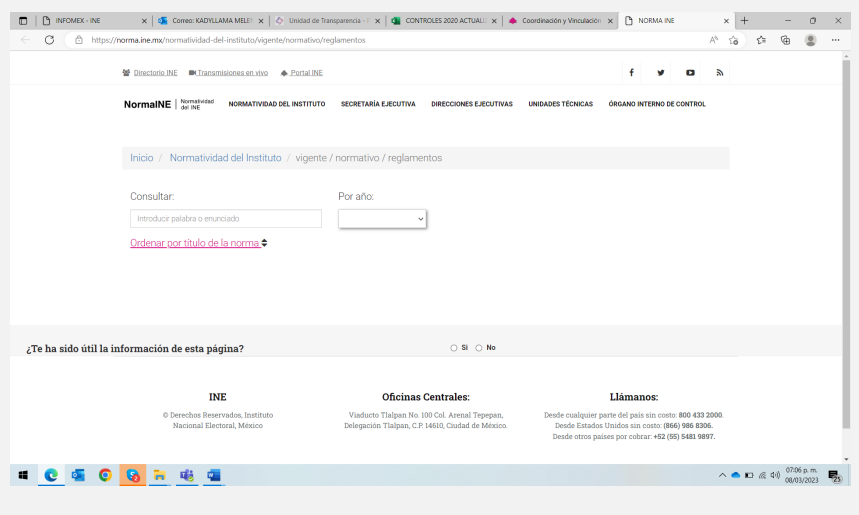 INFOMEX - INE
Correo: KADYLLAMA MELE
Unidad de Transparencia -
CONTROLES 2020 ACTUALI
Coordinación y Vinculación
NORMA INE
https://norma.ine.mx/normatividad-del-instituto/vigente/normativo/reglamentos
Directorio INE Transmisiones en vivo Portal INE
NormaINE | Normatividad del INE
NORMATIVIDAD DEL INSTITUTO SECRETARÍA EJECUTIVA DIRECCIONES EJECUTIVAS UNIDADES TÉCNICAS ÓRGANO INTERNO DE CONTROL
Inicio / Normatividad del Instituto / vigente / normativo / reglamentos
Consultar: Por año:
Introducir palabra o enunciado
Ordenar por título de la norma
¿Te ha sido útil la información de esta página? Si No
INE
© Derechos Reservados, Instituto
Nacional Electoral, México
Oficinas Centrales:
Viaducto Tlalpan No. 100 Col. Arenal Tepepan,
Delegación Tlalpan, C.P. 14610, Ciudad de México.
Llámanos:
Desde cualquier parte del país sin costo: 800 433 2000.
Desde Estados Unidos sin costo: (866) 986 8306.
Desde otros países por cobrar: +52 (55) 5481 9897.
07:06 p. m.
08/03/2023
25